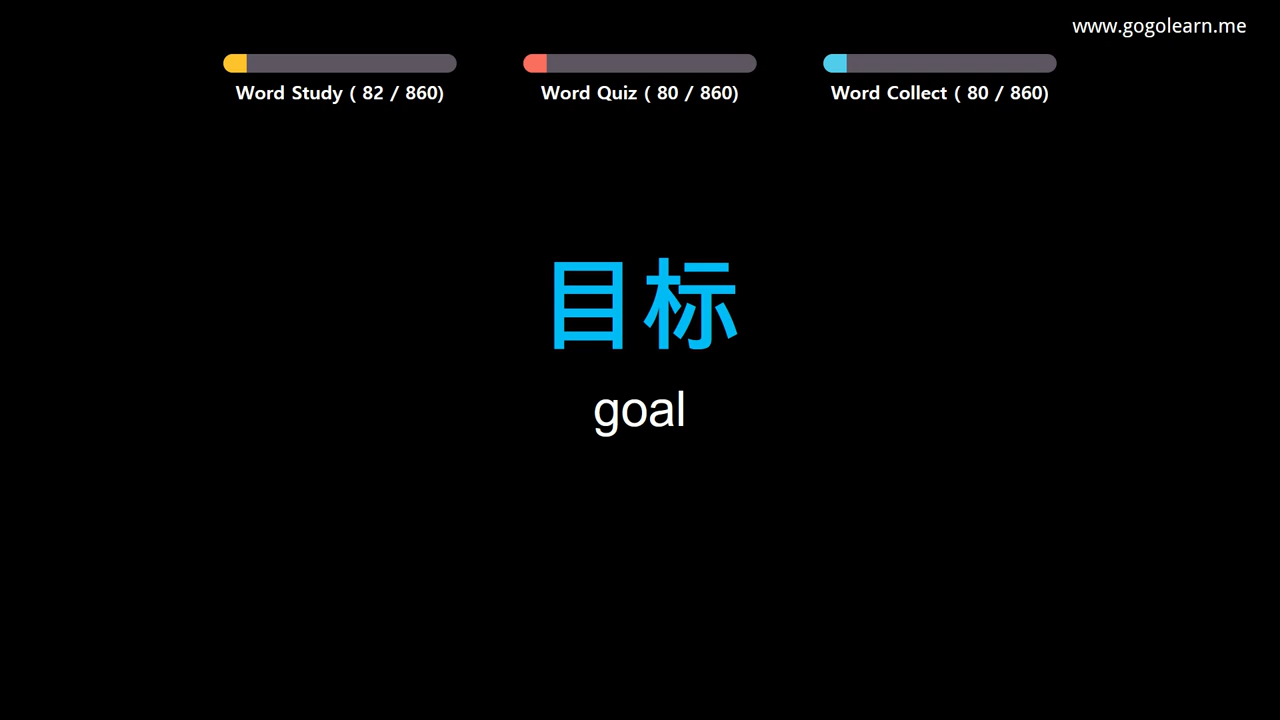 www.gogolearn.me
Word Study ( 82 / 860)
Word Quiz ( 80 / 860)
Word Collect ( 80 / 860)
目标
goal